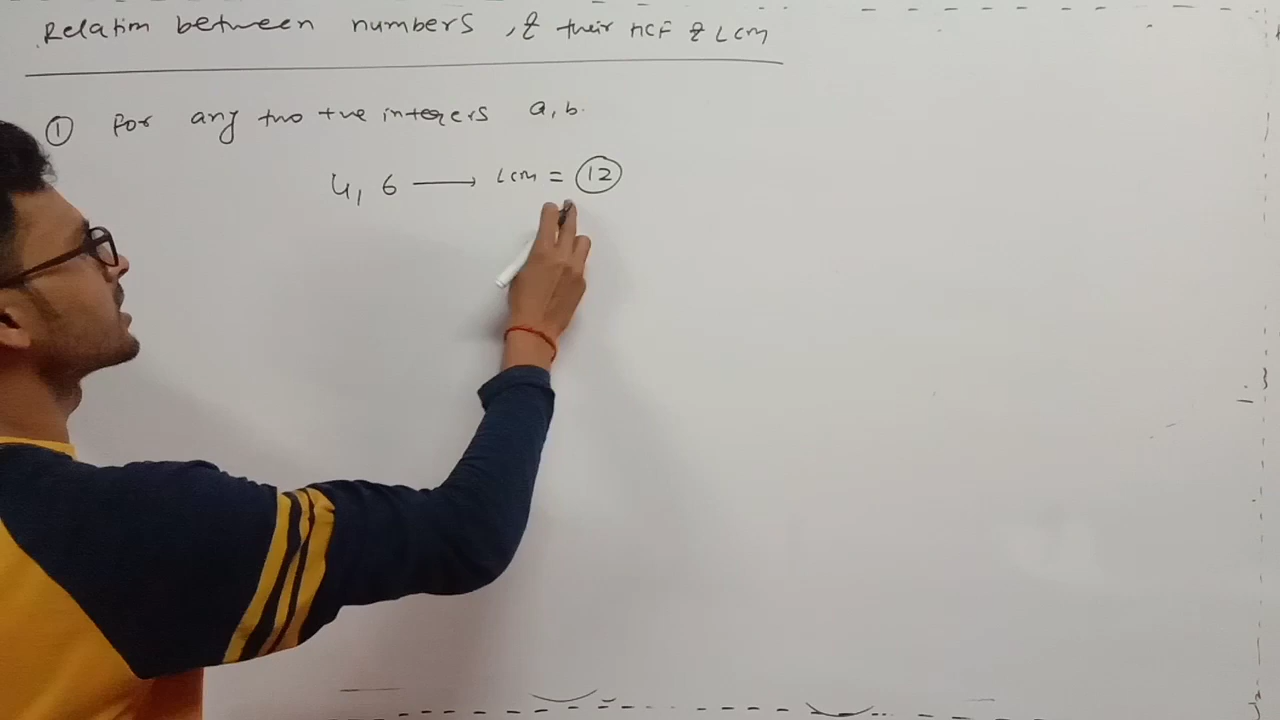 Relation between numbers, & their HCF & LCM
① For any two +ve integers a, b.
4, 6 ⟶ LCM = 12